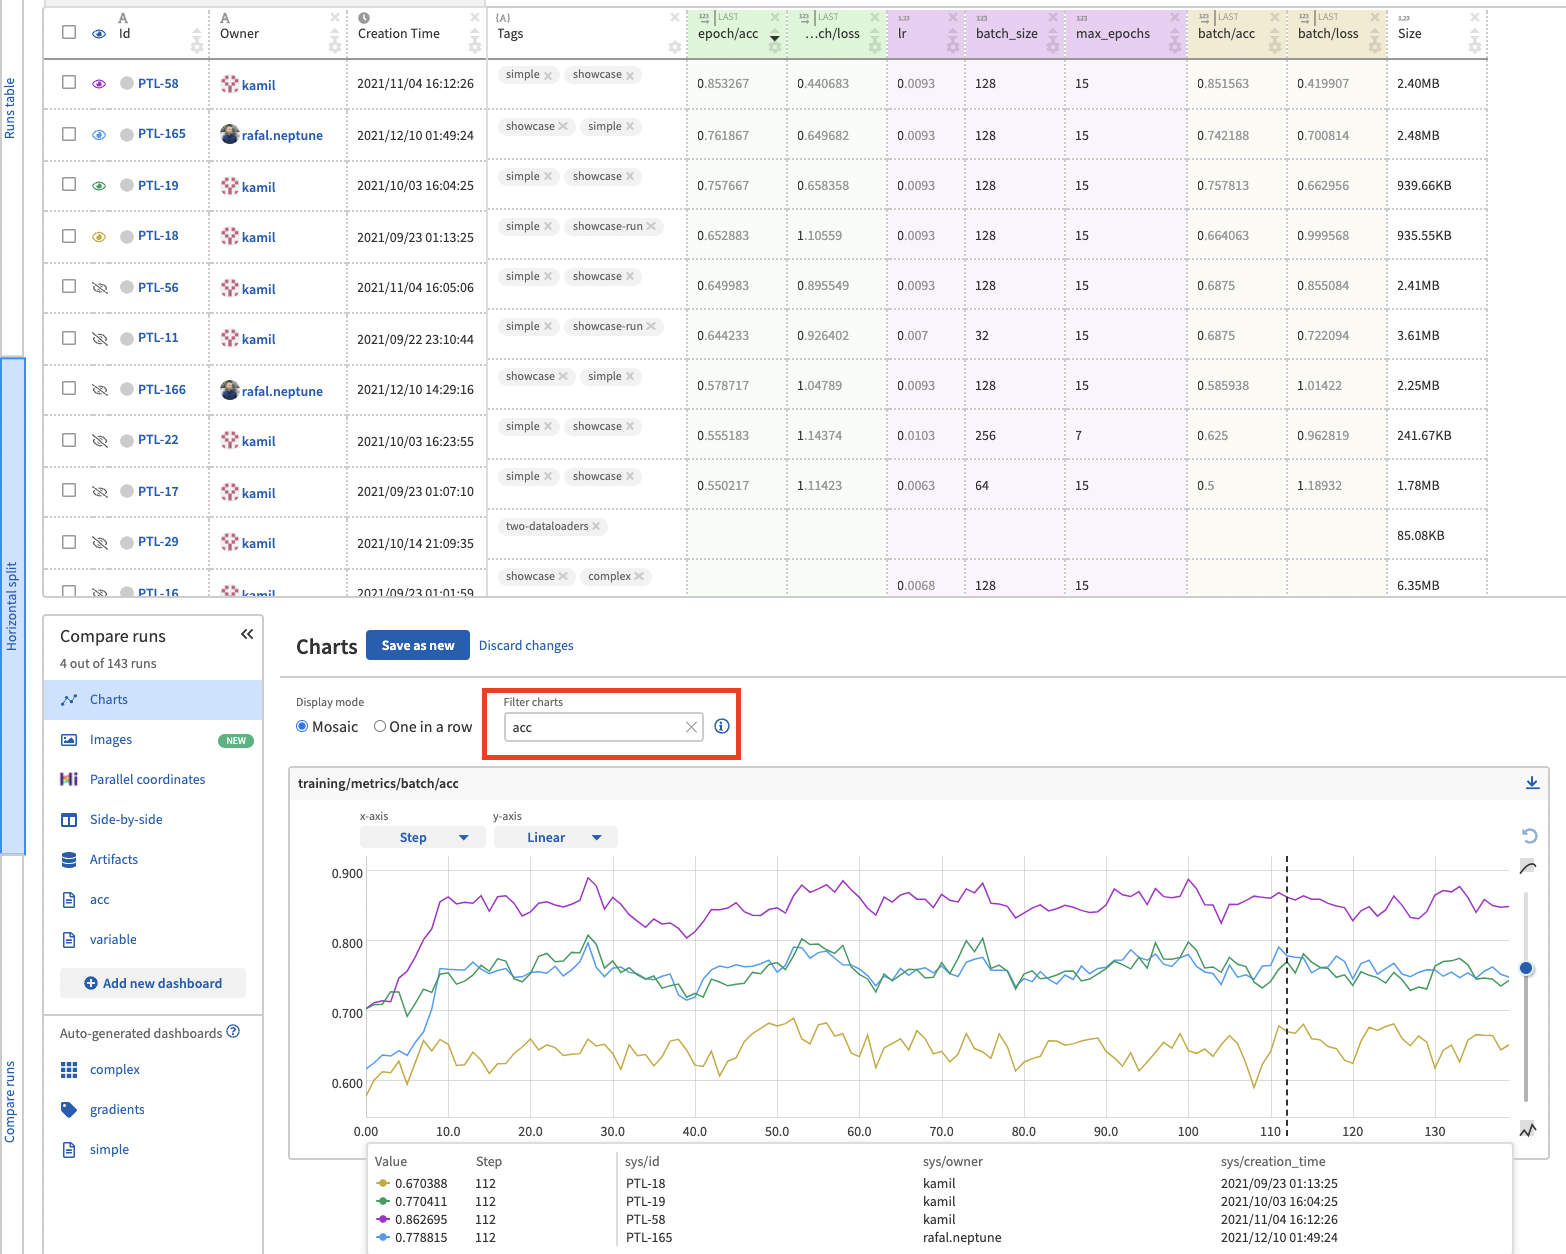 Runs table
Horizontal split
Compare runs
A A {A} 123 LAST 123 LAST 1.23 123 123 123 LAST 123 LAST 1.23
Id Owner Creation Time Tags epoch/acc ...ch/loss lr batch_size max_epochs batch/acc batch/loss Size
PTL-58 kamil 2021/11/04 16:12:26 simple showcase 0.853267 0.440683 0.0093 128 15 0.851563 0.419907 2.40MB
PTL-165 rafal.neptune 2021/12/10 01:49:24 showcase simple 0.761867 0.649682 0.0093 128 15 0.742188 0.700814 2.48MB
PTL-19 kamil 2021/10/03 16:04:25 simple showcase 0.757667 0.658358 0.0093 128 15 0.757813 0.662956 939.66KB
PTL-18 kamil 2021/09/23 01:13:25 simple showcase-run 0.652883 1.10559 0.0093 128 15 0.664063 0.999568 935.55KB
PTL-56 kamil 2021/11/04 16:05:06 simple showcase 0.649983 0.895549 0.0093 128 15 0.6875 0.855084 2.41MB
PTL-11 kamil 2021/09/22 23:10:44 simple showcase-run 0.644233 0.926402 0.007 32 15 0.6875 0.722094 3.61MB
PTL-166 rafal.neptune 2021/12/10 14:29:16 showcase simple 0.578717 1.04789 0.0093 128 15 0.585938 1.01422 2.25MB
PTL-22 kamil 2021/10/03 16:23:55 simple showcase 0.555183 1.14374 0.0103 256 7 0.625 0.962819 241.67KB
PTL-17 kamil 2021/09/23 01:07:10 simple showcase 0.550217 1.11423 0.0063 64 15 0.5 1.18932 1.78MB
PTL-29 kamil 2021/10/14 21:09:35 two-dataloaders 85.08KB
PTL-16 kamil 2021/09/23 01:01:59 showcase complex 0.0068 128 15 6.35MB
Compare runs
4 out of 143 runs
Charts
Images NEW
Parallel coordinates
Side-by-side
Artifacts
acc
variable
Add new dashboard
Auto-generated dashboards
complex
gradients
simple
Charts Save as new Discard changes
Display mode Filter charts
Mosaic One in a row acc
training/metrics/batch/acc
x-axis y-axis
Step Linear
0.900
0.800
0.700
0.600
0.00 10.0 20.0 30.0 40.0 50.0 60.0 70.0 80.0 90.0 100 110 120 130
Value Step sys/id sys/owner sys/creation_time
0.670388 112 PTL-18 kamil 2021/09/23 01:13:25
0.770411 112 PTL-19 kamil 2021/10/03 16:04:25
0.862695 112 PTL-58 kamil 2021/11/04 16:12:26
0.778815 112 PTL-165 rafal.neptune 2021/12/10 01:49:24